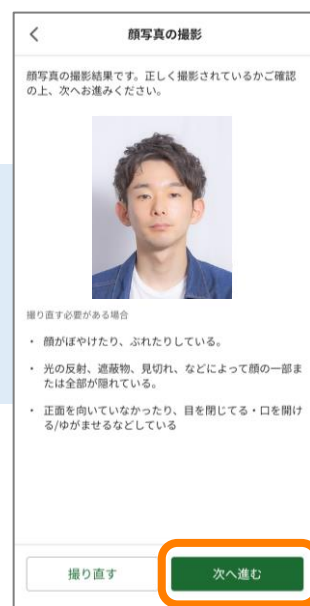 顔写真の撮影
顔写真の撮影結果です。正しく撮影されているかご確認
の上、次へお進みください。
撮り直す必要がある場合
・ 顔がぼやけたり、ぶれたりしている。
・ 光の反射、遮蔽物、見切れ、などによって顔の一部ま
たは全部が隠れている。
・ 正面を向いていなかったり、目を閉じてる・口を開け
る/ゆがませるなどしている
撮り直す
次へ進む